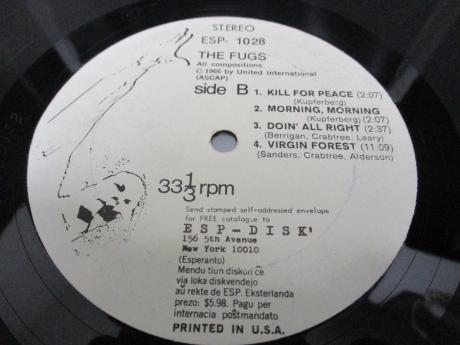 STEREO
ESP- 1028
THE FUGS
All compositions
© 1966 by United International
(ASCAP)
side B
1. KILL FOR PEACE (2:07)
(Kupferberg)
2. MORNING, MORNING
(Kupferberg) (2:07)
3. DOIN' ALL RIGHT (2:37)
(Berrigan, Crabtree, Leary)
4. VIRGIN FOREST (11:09)
(Sanders, Crabtree, Alderson)
33 1/3 rpm
Send stamped self-addressed envelope
for FREE catalogue to
ESP-DISK'
156 5th Avenue
New York 10010
(Esperanto)
Mendu tiun diskon ĉe
via loka diskvendejo
aŭ rekte de ESP. Eksterlanda
prezo: $5.98. Pagu per
internacia postmandato
PRINTED IN U.S.A.